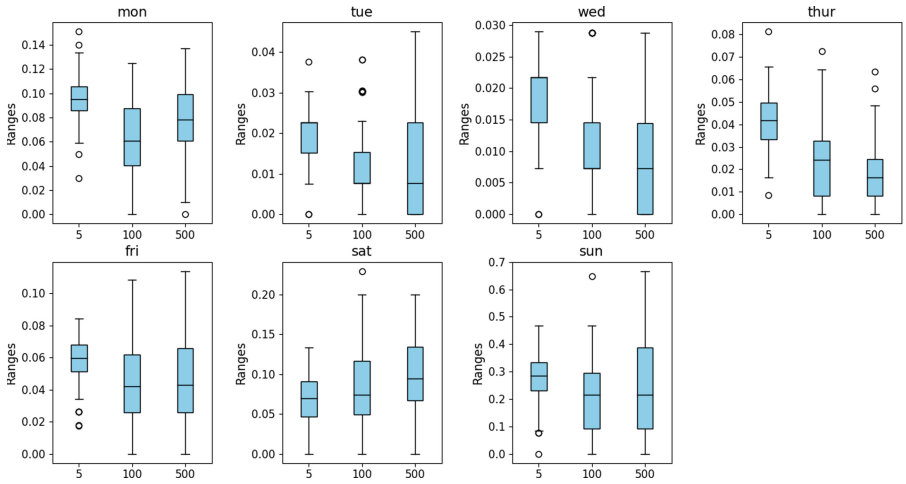 mon
Ranges
0.14
0.12
0.10
0.08
0.06
0.04
0.02
0.00
5 100 500
tue
Ranges
0.04
0.03
0.02
0.01
0.00
5 100 500
wed
Ranges
0.030
0.025
0.020
0.015
0.010
0.005
0.000
5 100 500
thur
Ranges
0.08
0.07
0.06
0.05
0.04
0.03
0.02
0.01
0.00
5 100 500
fri
Ranges
0.10
0.08
0.06
0.04
0.02
0.00
5 100 500
sat
Ranges
0.20
0.15
0.10
0.05
0.00
5 100 500
sun
Ranges
0.7
0.6
0.5
0.4
0.3
0.2
0.1
0.0
5 100 500